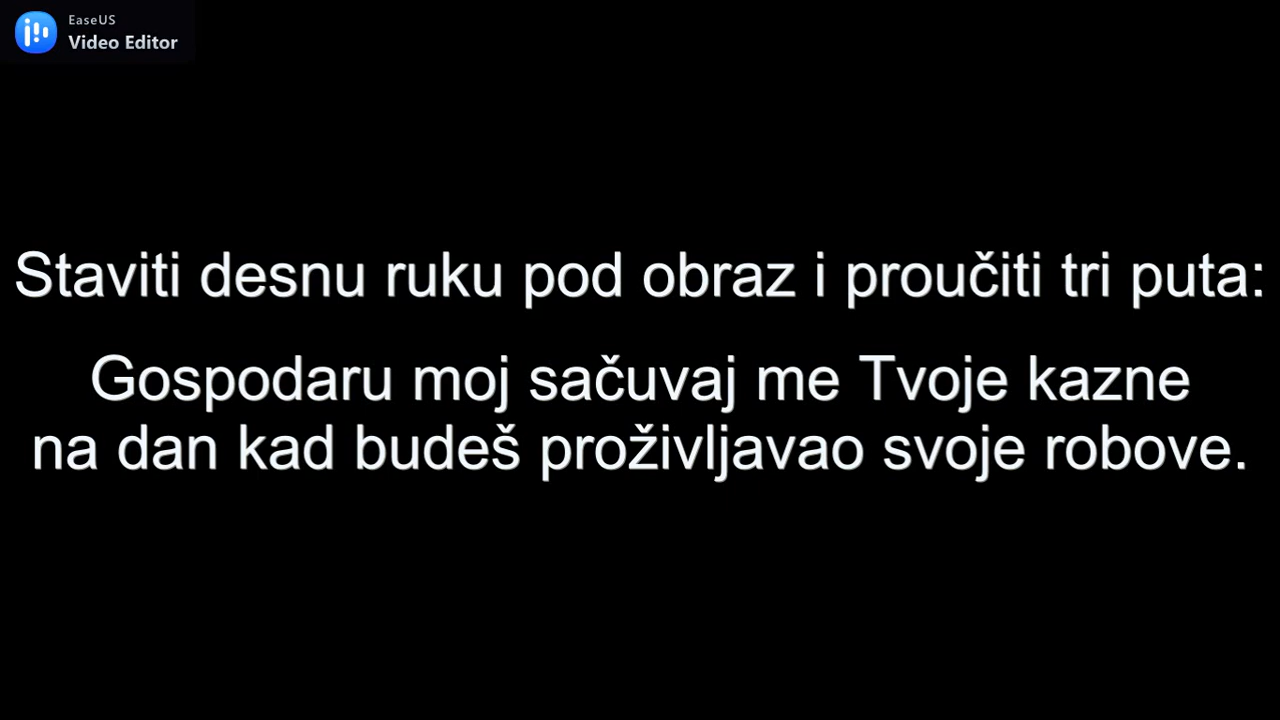 EaseUS
Video Editor
Staviti desnu ruku pod obraz i proučiti tri puta:
Gospodaru moj sačuvaj me Tvoje kazne
na dan kad budeš proživljavao svoje robove.